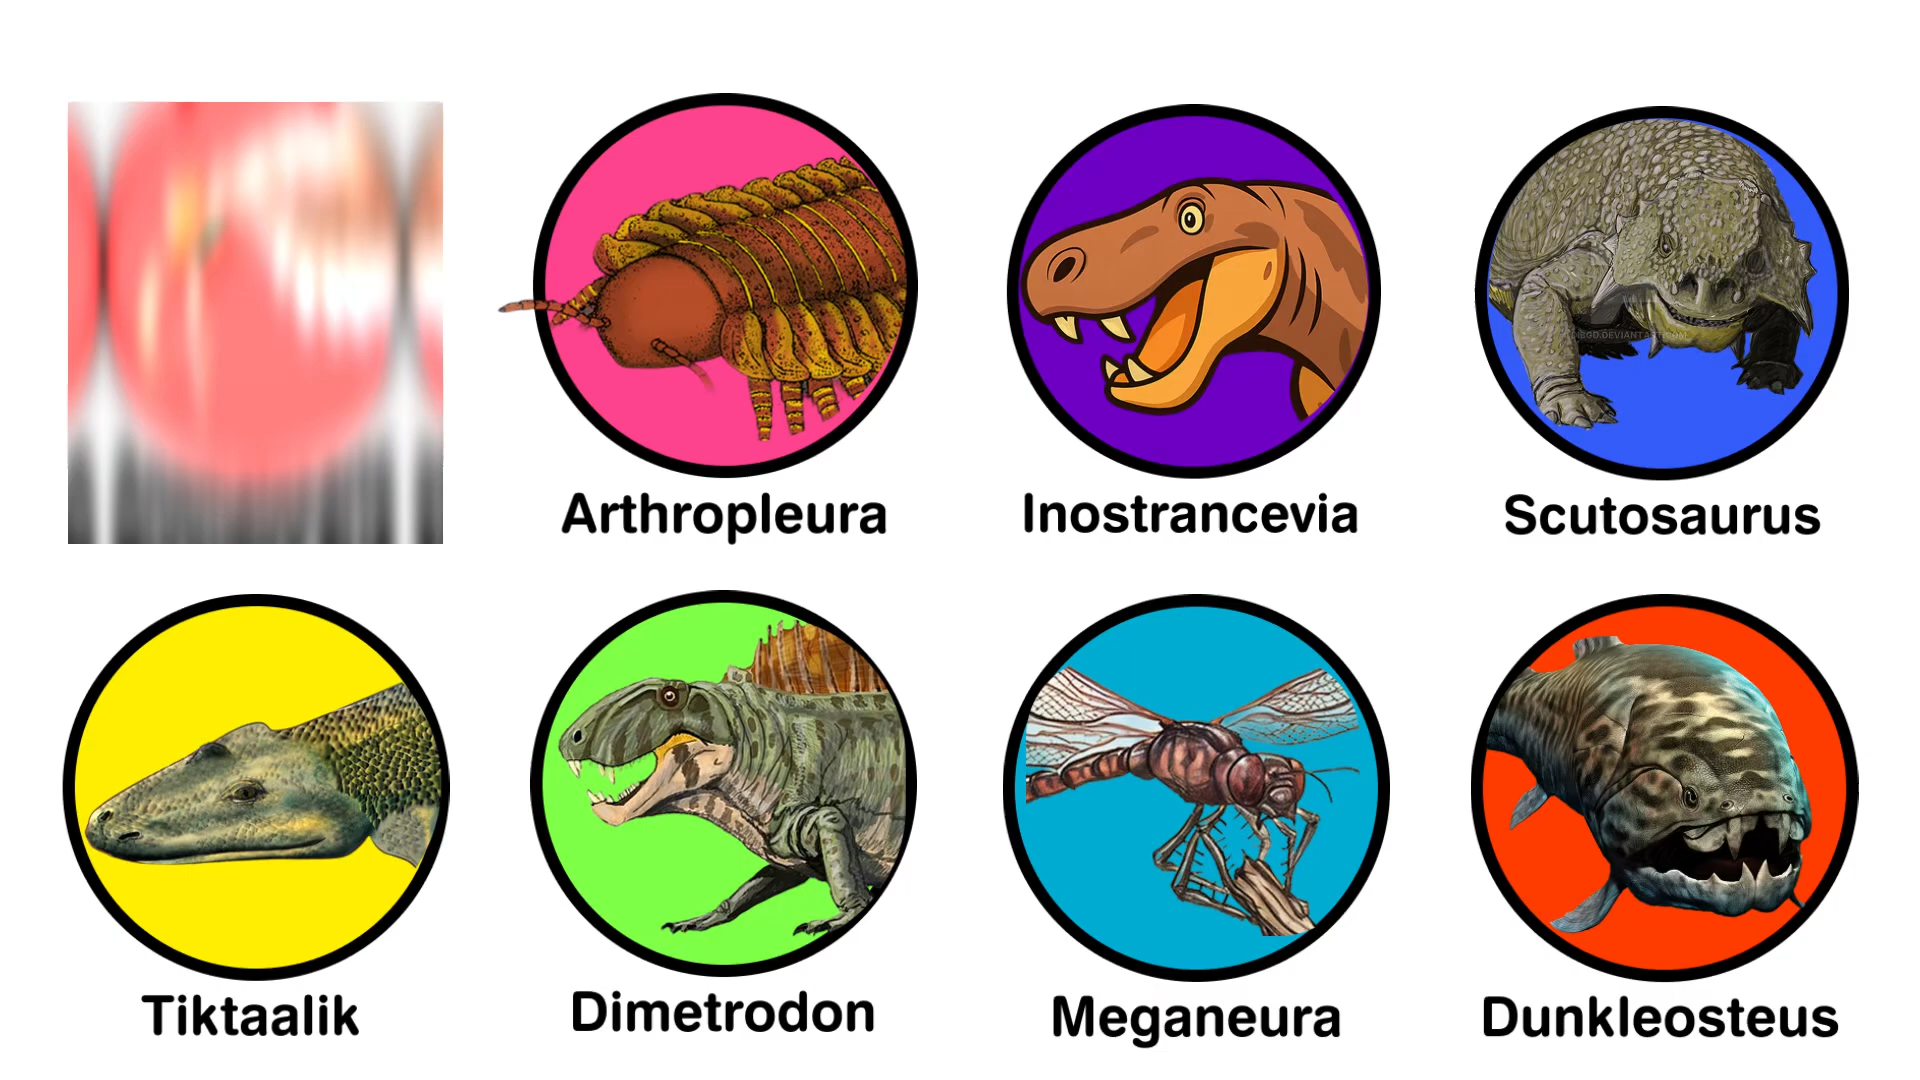 Arthropleura
Inostrancevia
Scutosaurus
Tiktaalik
Dimetrodon
Meganeura
Dunkleosteus